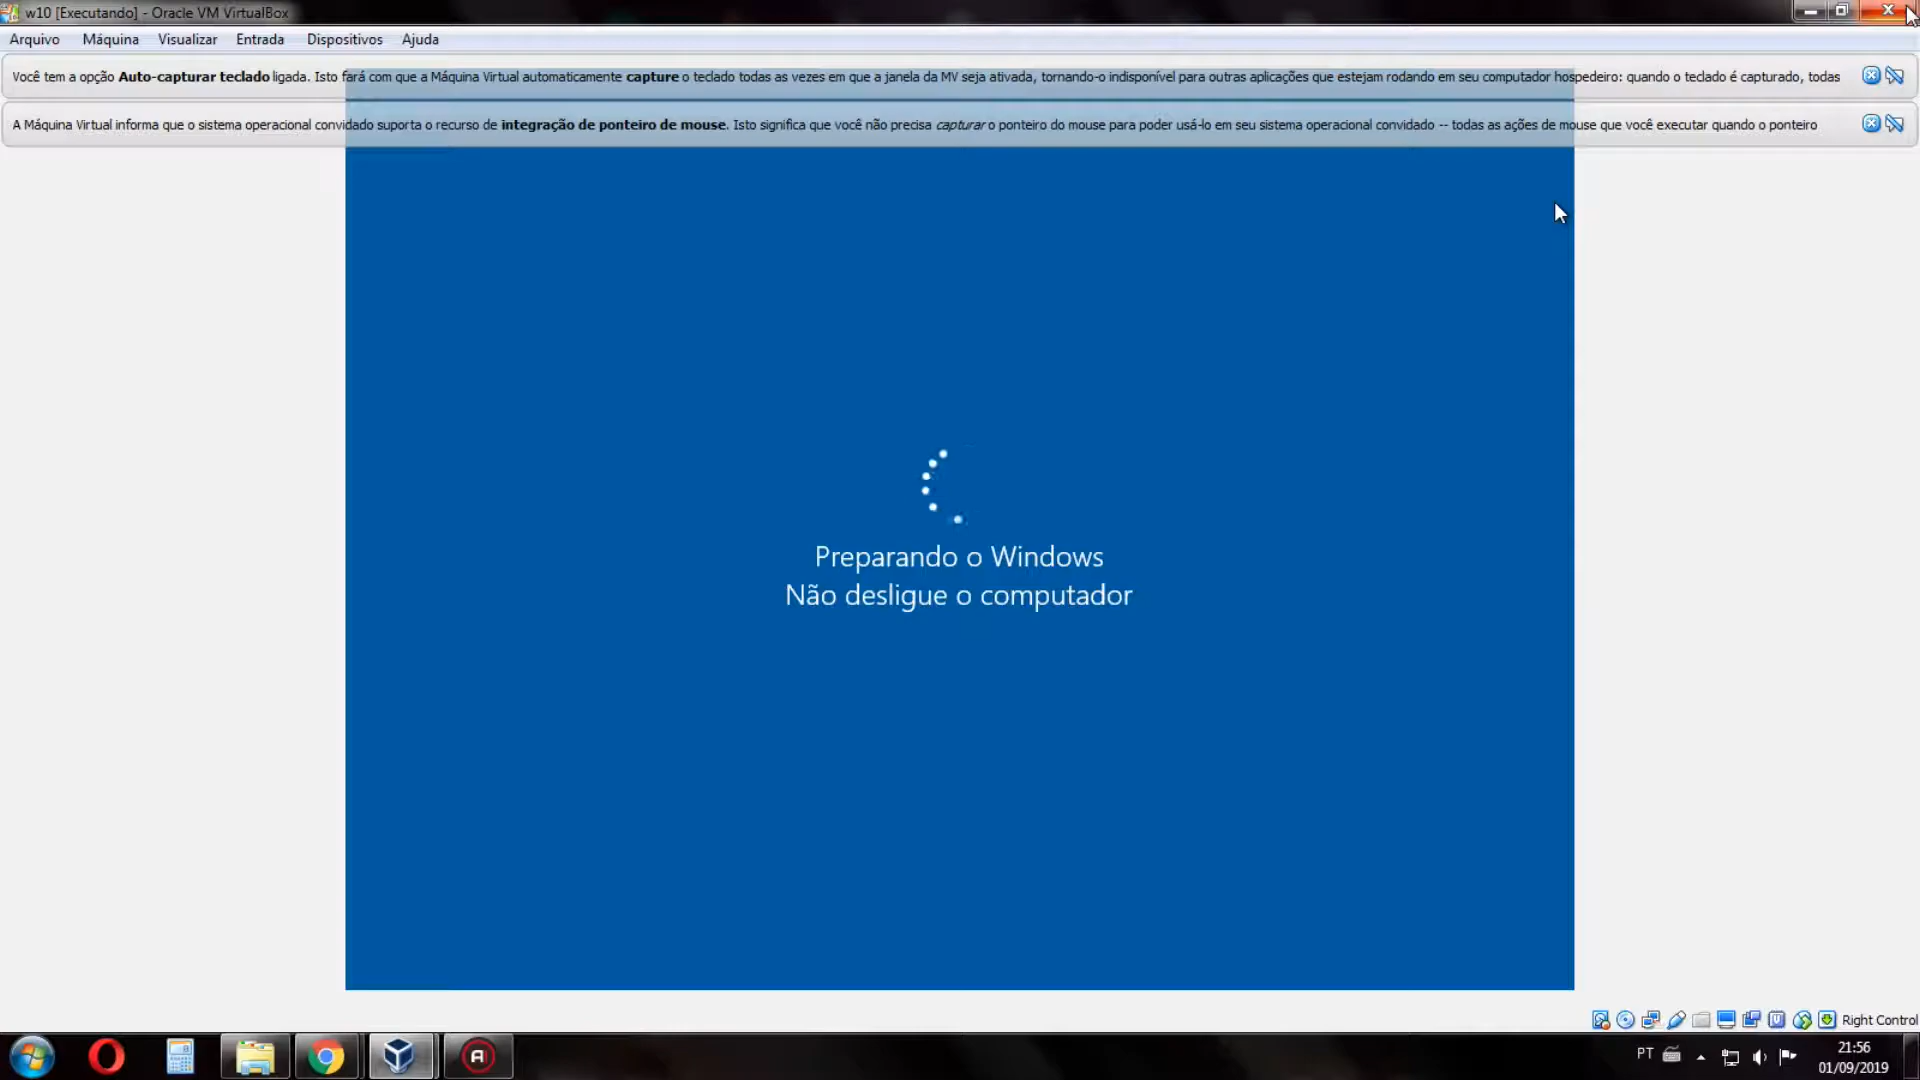 w10 [Executando] - Oracle VM VirtualBox
Arquivo Máquina Visualizar Entrada Dispositivos Ajuda
Você tem a opção Auto-capturar teclado ligada. Isto fará com que a Máquina Virtual automaticamente capture o teclado todas as vezes em que a janela da MV seja ativada, tornando-o indisponível para outras aplicações que estejam rodando em seu computador hospedeiro: quando o teclado é capturado, todas
A Máquina Virtual informa que o sistema operacional convidado suporta o recurso de integração de ponteiro de mouse. Isto significa que você não precisa capturar o ponteiro do mouse para poder usá-lo em seu sistema operacional convidado -- todas as ações de mouse que você executar quando o ponteiro
Preparando o Windows
Não desligue o computador
Right Control
PT
21:56
01/09/2019